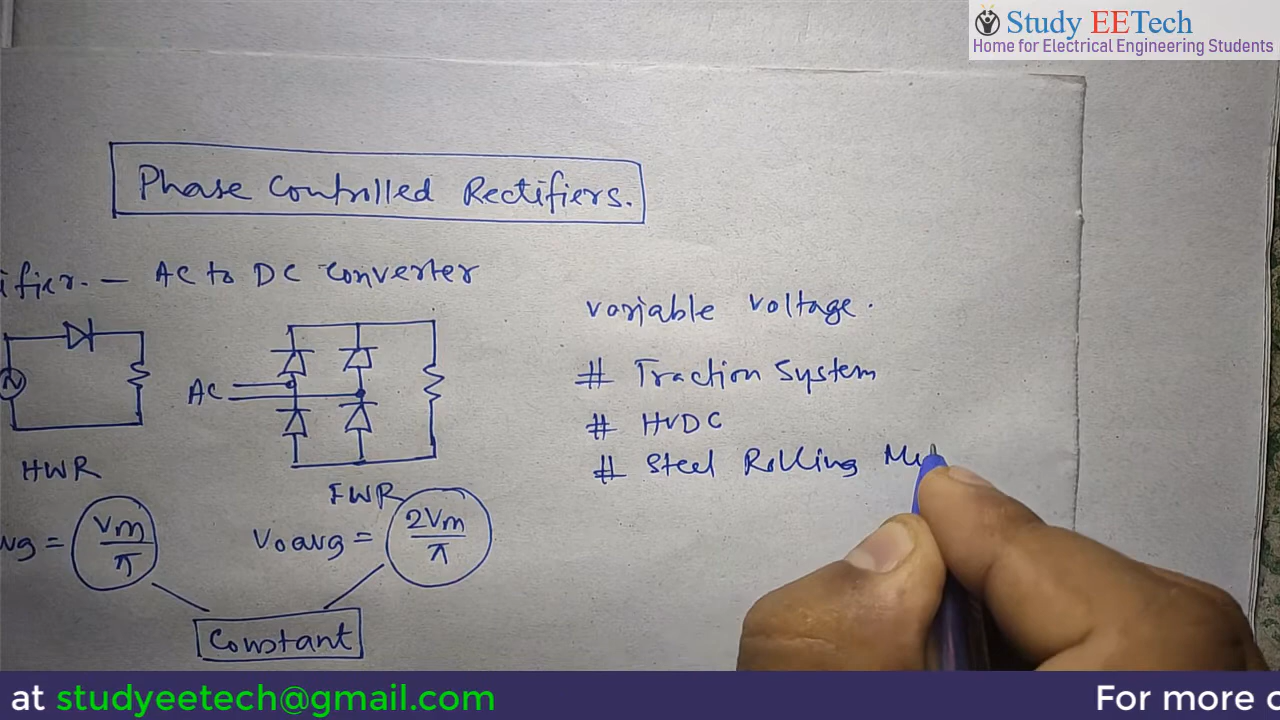 Study EETech
Home for Electrical Engineering Students
Phase Controlled Rectifiers.
ifier. — AC to DC Converter
AC
HWR
FWR
vg = Vm/π
Voavg = 2Vm/π
Constant
Variable Voltage.
# Traction System
# HVDC
# Steel Rolling
at studyeetech@gmail.com
For more